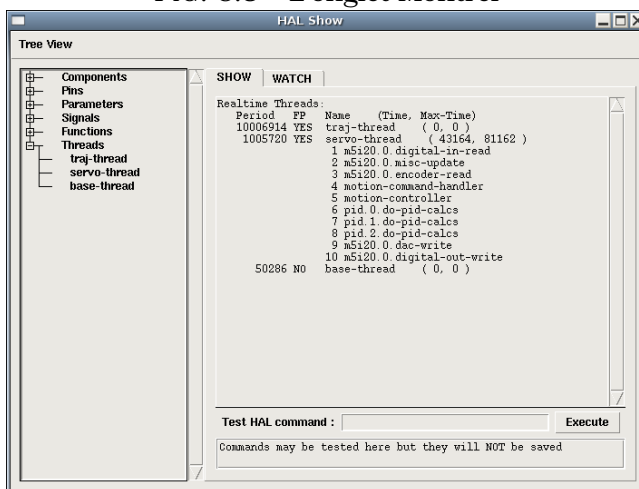 HAL Show
Tree View
Components
Pins
Parameters
Signals
Functions
Threads
traj-thread
servo-thread
base-thread
SHOW WATCH
Realtime Threads:
Period FP Name (Time, Max-Time)
10006914 YES traj-thread ( 0, 0 )
1005720 YES servo-thread ( 43164, 81162 )
1 m5i20.0.digital-in-read
2 m5i20.0.misc-update
3 m5i20.0.encoder-read
4 motion-command-handler
5 motion-controller
6 pid.0.do-pid-calcs
7 pid.1.do-pid-calcs
8 pid.2.do-pid-calcs
9 m5i20.0.dac-write
10 m5i20.0.digital-out-write
50286 NO base-thread ( 0, 0 )
Test HAL command : Execute
Commands may be tested here but they will NOT be saved